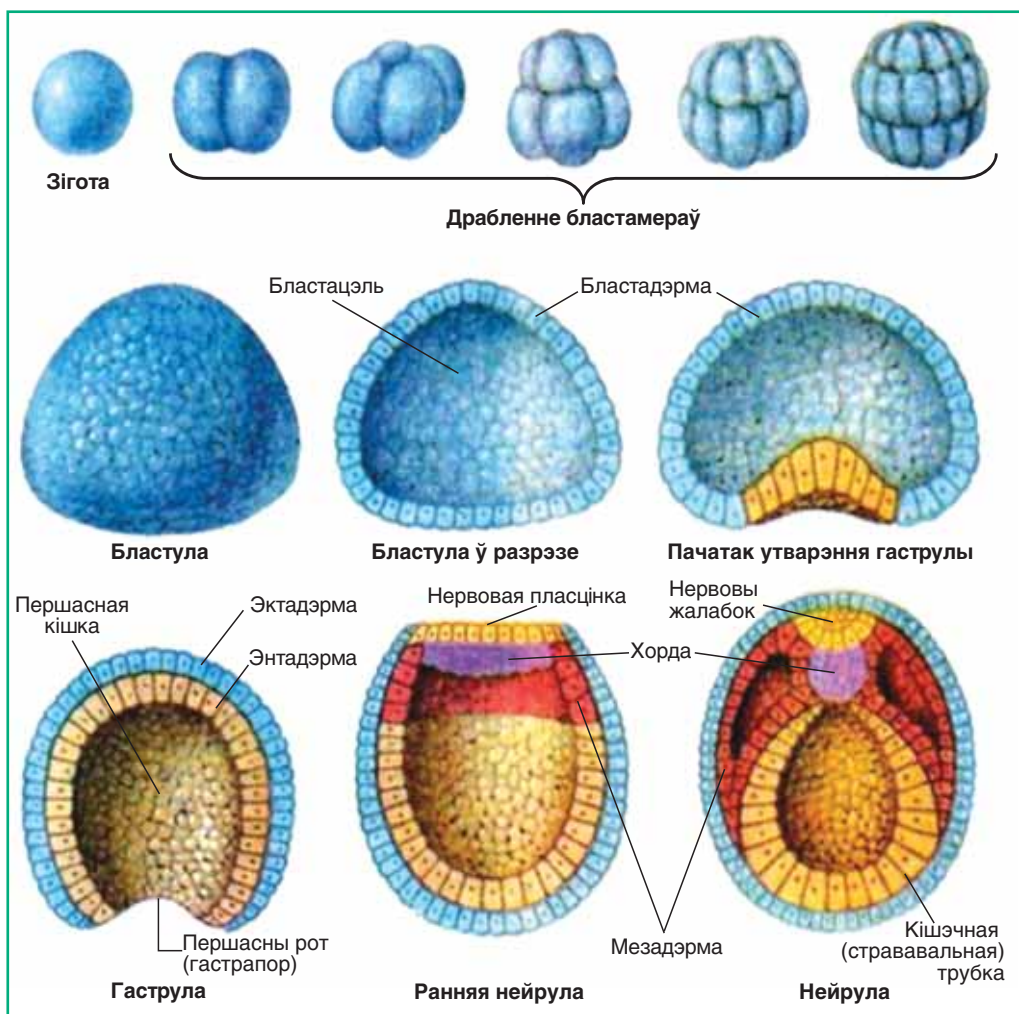 Зігота
Драбленне бластамераў
Бластацэль
Бластадэрма
Бластула
Бластула ў разрэзе
Пачатак утварэння гаструлы
Першасная
кішка
Эктадэрма
Энтадэрма
Першасны рот
(гастрапор)
Гаструла
Нервовая пласцінка
Хорда
Мезадэрма
Ранняя нейрула
Нервовы
жалабок
Кішэчная
(стрававальная)
трубка
Нейрула